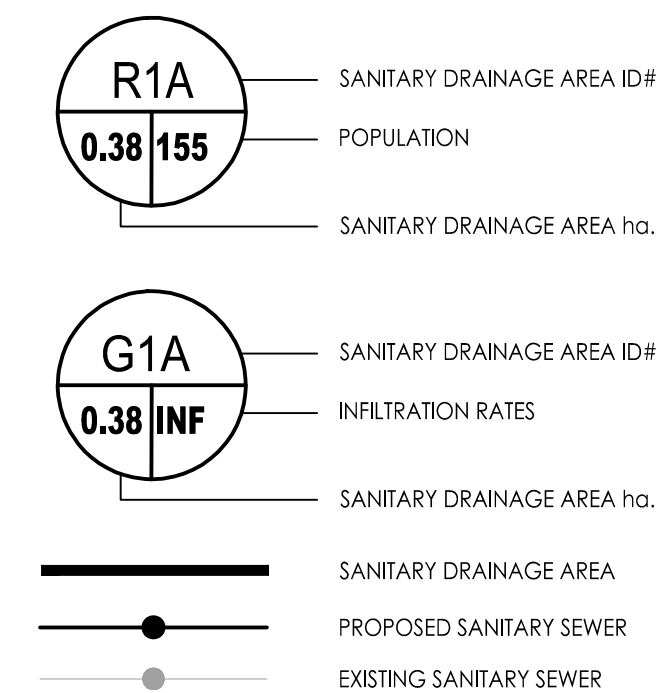 R1A
SANITARY DRAINAGE AREA ID#
0.38 155
POPULATION
SANITARY DRAINAGE AREA ha.
G1A
SANITARY DRAINAGE AREA ID#
0.38 INF
INFILTRATION RATES
SANITARY DRAINAGE AREA ha.
SANITARY DRAINAGE AREA
PROPOSED SANITARY SEWER
EXISTING SANITARY SEWER